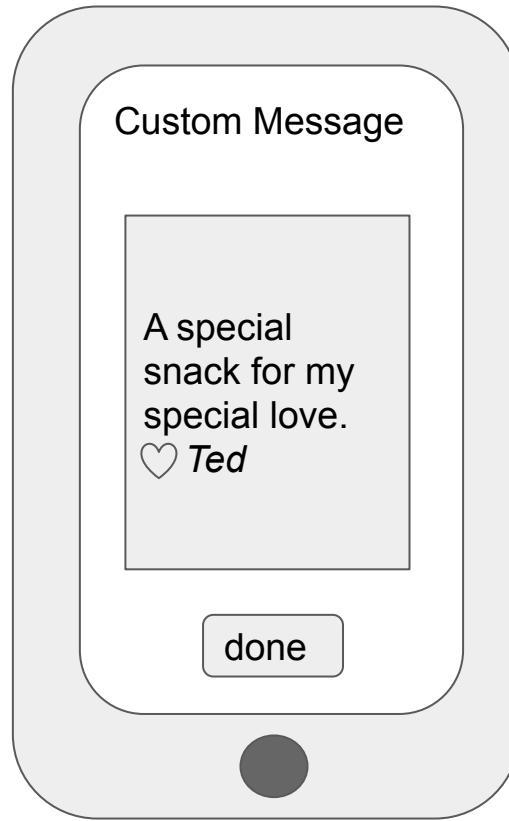 Custom Message
A special
snack for my
special love.
♡ Ted
done